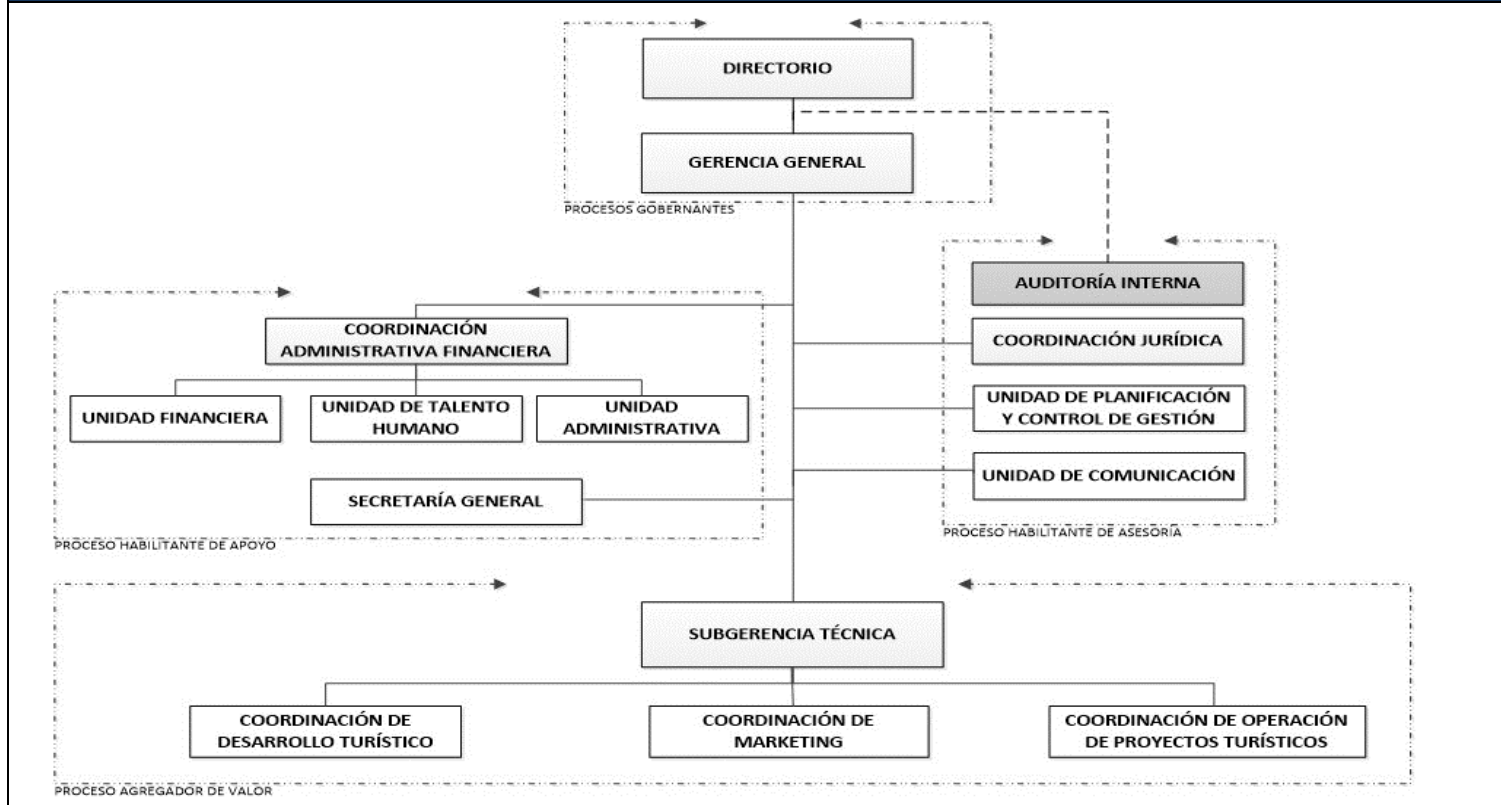 DIRECTORIO
GERENCIA GENERAL
PROCESOS GOBERNANTES
AUDITORÍA INTERNA
COORDINACIÓN JURÍDICA
UNIDAD DE PLANIFICACIÓN
Y CONTROL DE GESTIÓN
UNIDAD DE COMUNICACIÓN
PROCESO HABILITANTE DE ASESORÍA
COORDINACIÓN
ADMINISTRATIVA FINANCIERA
UNIDAD FINANCIERA
UNIDAD DE TALENTO
HUMANO
UNIDAD
ADMINISTRATIVA
SECRETARÍA GENERAL
PROCESO HABILITANTE DE APOYO
SUBGERENCIA TÉCNICA
COORDINACIÓN DE
DESARROLLO TURÍSTICO
COORDINACIÓN DE
MARKETING
COORDINACIÓN DE OPERACIÓN
DE PROYECTOS TURÍSTICOS
PROCESO AGREGADOR DE VALOR